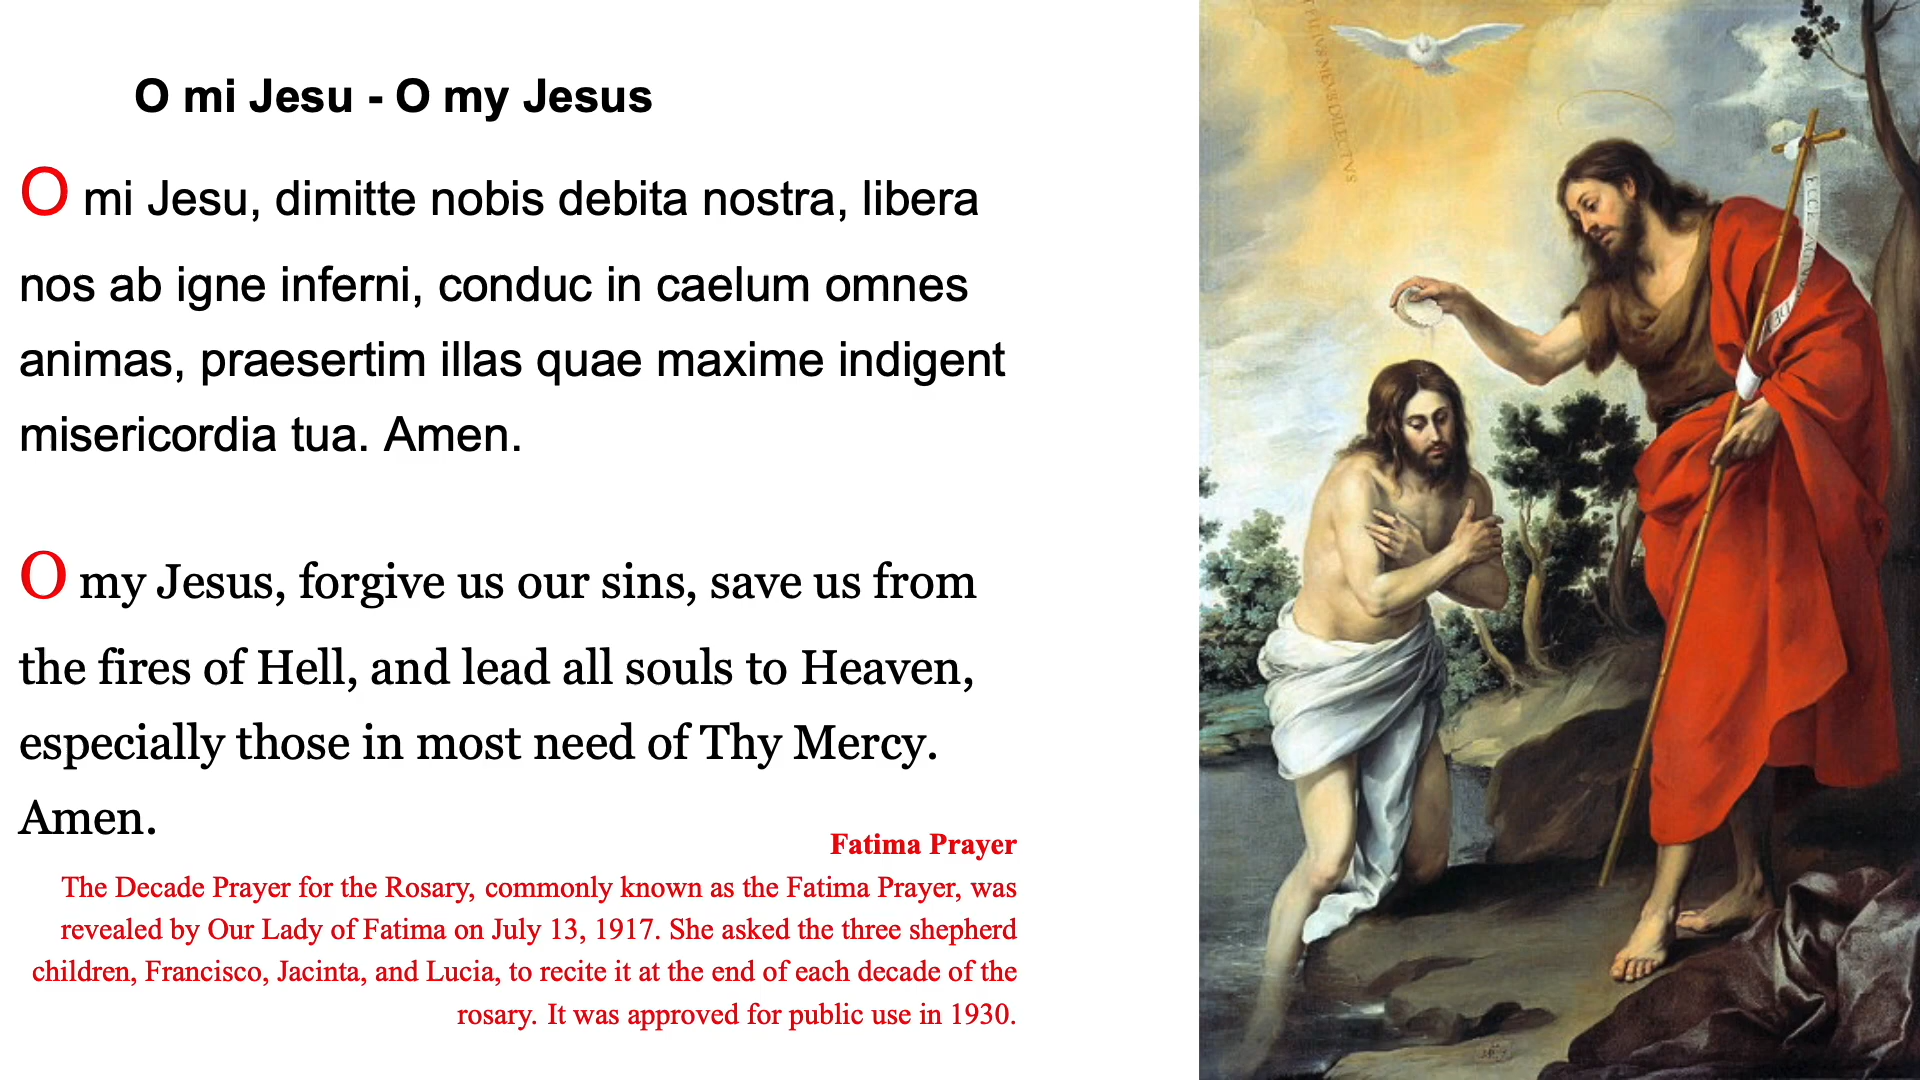 O mi Jesu - O my Jesus
O mi Jesu, dimitte nobis debita nostra, libera
nos ab igne inferni, conduc in caelum omnes
animas, praesertim illas quae maxime indigent
misericordia tua. Amen.
O my Jesus, forgive us our sins, save us from
the fires of Hell, and lead all souls to Heaven,
especially those in most need of Thy Mercy.
Amen.
Fatima Prayer
The Decade Prayer for the Rosary, commonly known as the Fatima Prayer, was
revealed by Our Lady of Fatima on July 13, 1917. She asked the three shepherd
children, Francisco, Jacinta, and Lucia, to recite it at the end of each decade of the
rosary. It was approved for public use in 1930.
MEVS DILECTVS
ECCE